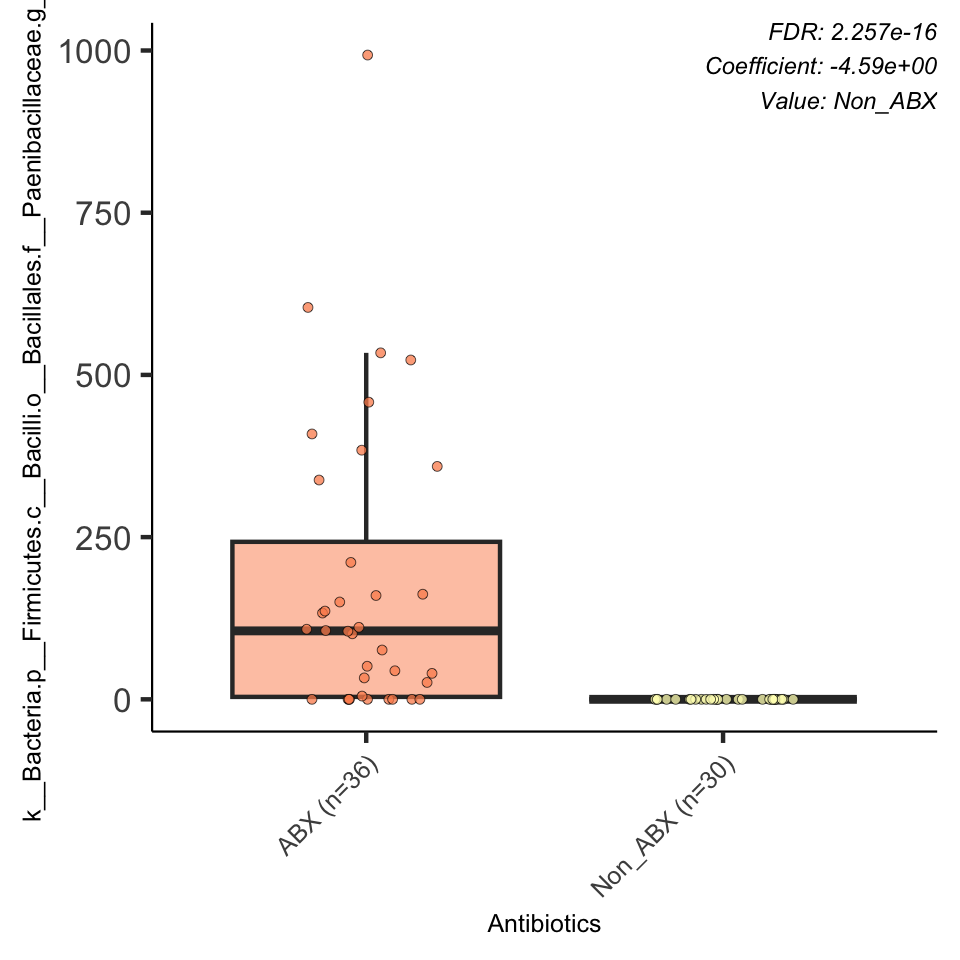 FDR: 2.257e-16
Coefficient: -4.59e+00
Value: Non_ABX
k__Bacteria.p__Firmicutes.c__Bacilli.o__Bacillales.f__Paenibacillaceae.g_
1000
750
500
250
0
ABX (n=36)
Non_ABX (n=30)
Antibiotics